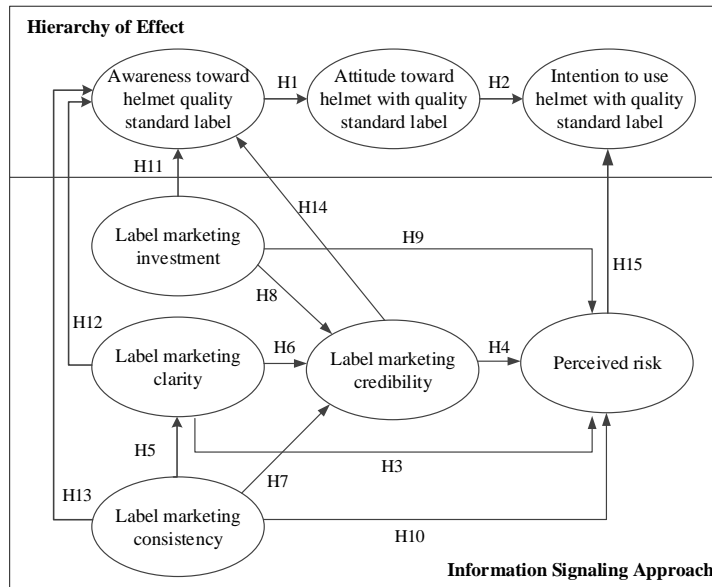 Hierarchy of Effect
Awareness toward
helmet quality
standard label
H1
Attitude toward
helmet with quality
standard label
H2
Intention to use
helmet with quality
standard label
H11
H14
Label marketing
investment
H9
H15
H8
H12
Label marketing
clarity
H6
Label marketing
credibility
H4
Perceived risk
H5
H3
H7
H13
Label marketing
consistency
H10
Information Signaling Approach